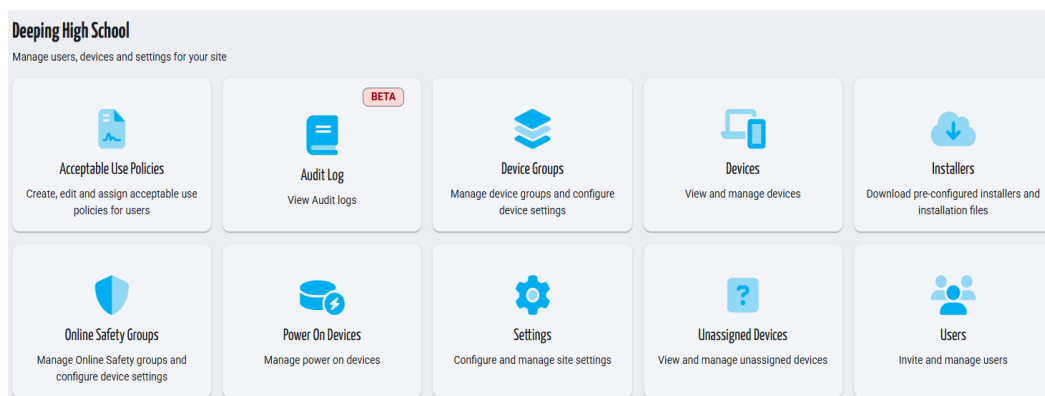 Deeping High School
Manage users, devices and settings for your site
BETA
Acceptable Use Policies
Create, edit and assign acceptable use
policies for users
Audit Log
View Audit logs
Device Groups
Manage device groups and configure
device settings
Devices
View and manage devices
Installers
Download pre-configured installers and
installation files
Online Safety Groups
Manage Online Safety groups and
configure device settings
Power On Devices
Manage power on devices
Settings
Configure and manage site settings
?
Unassigned Devices
View and manage unassigned devices
Users
Invite and manage users